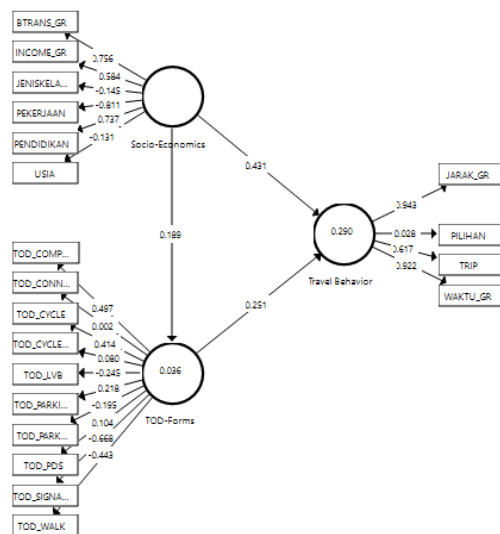 BTRANS_GR
INCOME_GR
JENISKELA...
PEKERJAAN
PENDIDIKAN
USIA
0.756
0.584
-0.145
-0.811
0.737
-0.131
Socio-Economics
0.431
0.189
0.251
0.290
Travel Behavior
JARAK_GR
PILIHAN
TRIP
WAKTU_GR
0.943
0.028
0.617
0.922
TOD_COMP...
TOD_CONN...
TOD_CYCLE
TOD_CYCLE...
TOD_LVB
TOD_PARKI...
TOD_PARK...
TOD_PDS
TOD_SIGNA...
TOD_WALK
0.497
0.002
0.414
0.080
-0.245
0.218
-0.195
0.104
-0.668
-0.443
0.036
TOD-Forms